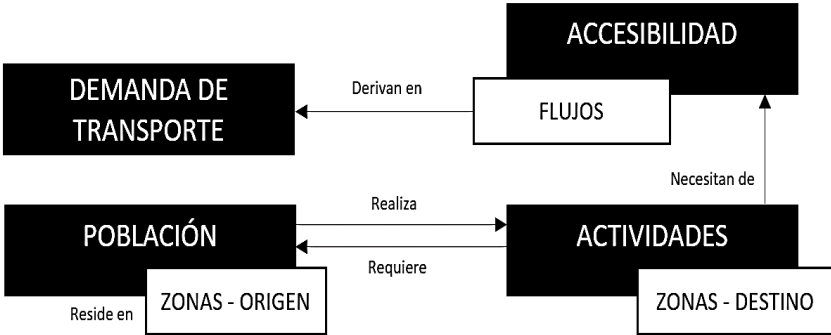 ACCESIBILIDAD
DEMANDA DE
TRANSPORTE
Derivan en
FLUJOS
Necesitan de
POBLACIÓN
Realiza
Requiere
ACTIVIDADES
Reside en
ZONAS - ORIGEN
ZONAS - DESTINO